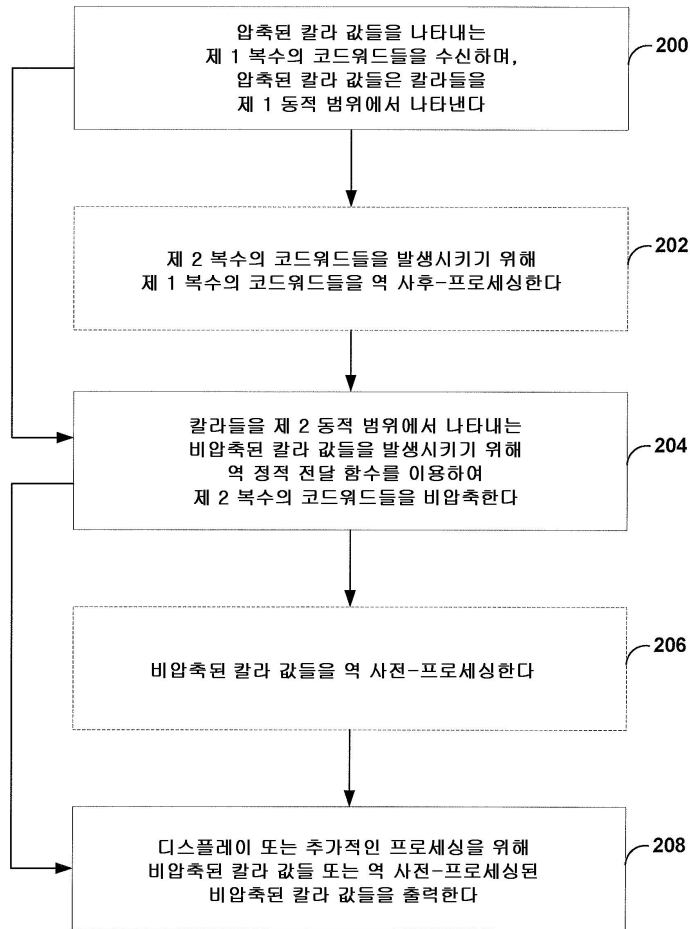 압축된 칼라 값들을 나타내는
제 1 복수의 코드워드들을 수신하며,
압축된 칼라 값들은 칼라들을
제 1 동적 범위에서 나타낸다
200
제 2 복수의 코드워드들을 발생시키기 위해
제 1 복수의 코드워드들을 역 사후-프로세싱한다
202
칼라들을 제 2 동적 범위에서 나타내는
비압축된 칼라 값들을 발생시키기 위해
역 정적 전달 함수를 이용하여
제 2 복수의 코드워드들을 비압축한다
204
비압축된 칼라 값들을 역 사전-프로세싱한다
206
디스플레이 또는 추가적인 프로세싱을 위해
비압축된 칼라 값들 또는 역 사전-프로세싱된
비압축된 칼라 값들을 출력한다
208